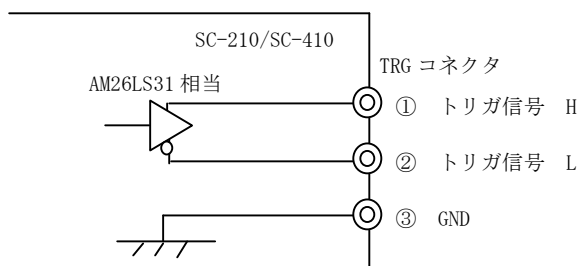 SC-210/SC-410
TRG コネクタ
AM26LS31 相当
① トリガ信号 H
② トリガ信号 L
③ GND